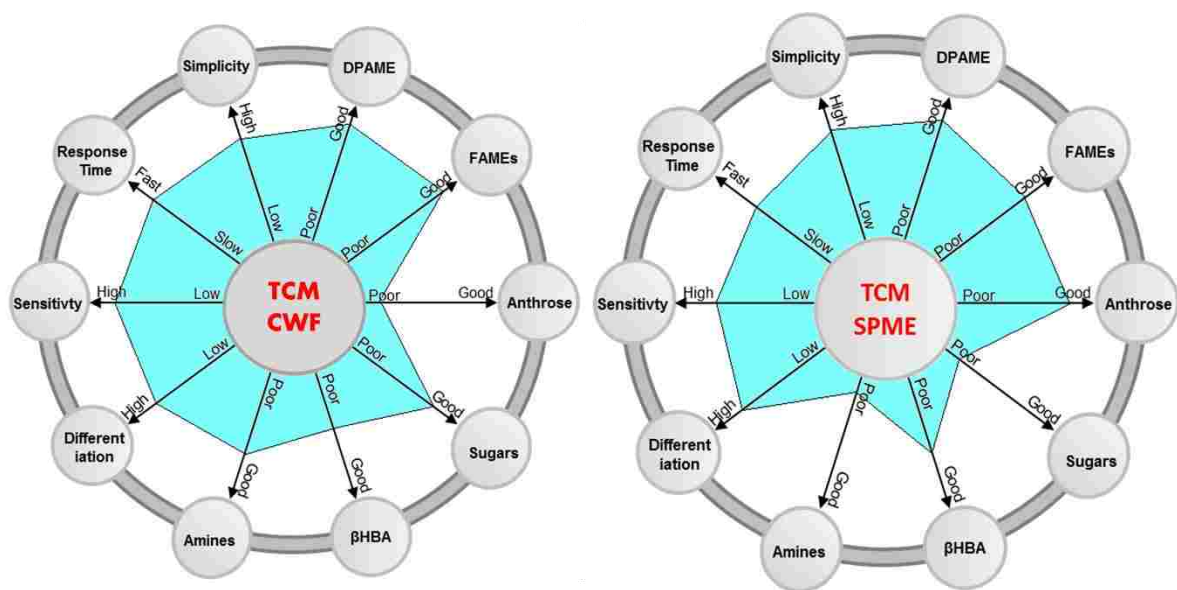 Simplicity
DPAME
FAMEs
Anthrose
Sugars
βHBA
Amines
Different
iation
Sensitivty
Response
Time
TCM
CWF
High
Low
Good
Poor
Good
Poor
Good
Poor
Good
Poor
Good
Poor
Good
Poor
High
Low
High
Low
Fast
Slow
Simplicity
DPAME
FAMEs
Anthrose
Sugars
βHBA
Amines
Different
iation
Sensitivty
Response
Time
TCM
SPME
High
Low
Good
Poor
Good
Poor
Good
Poor
Good
Poor
Good
Poor
Good
Poor
High
Low
High
Low
Fast
Slow